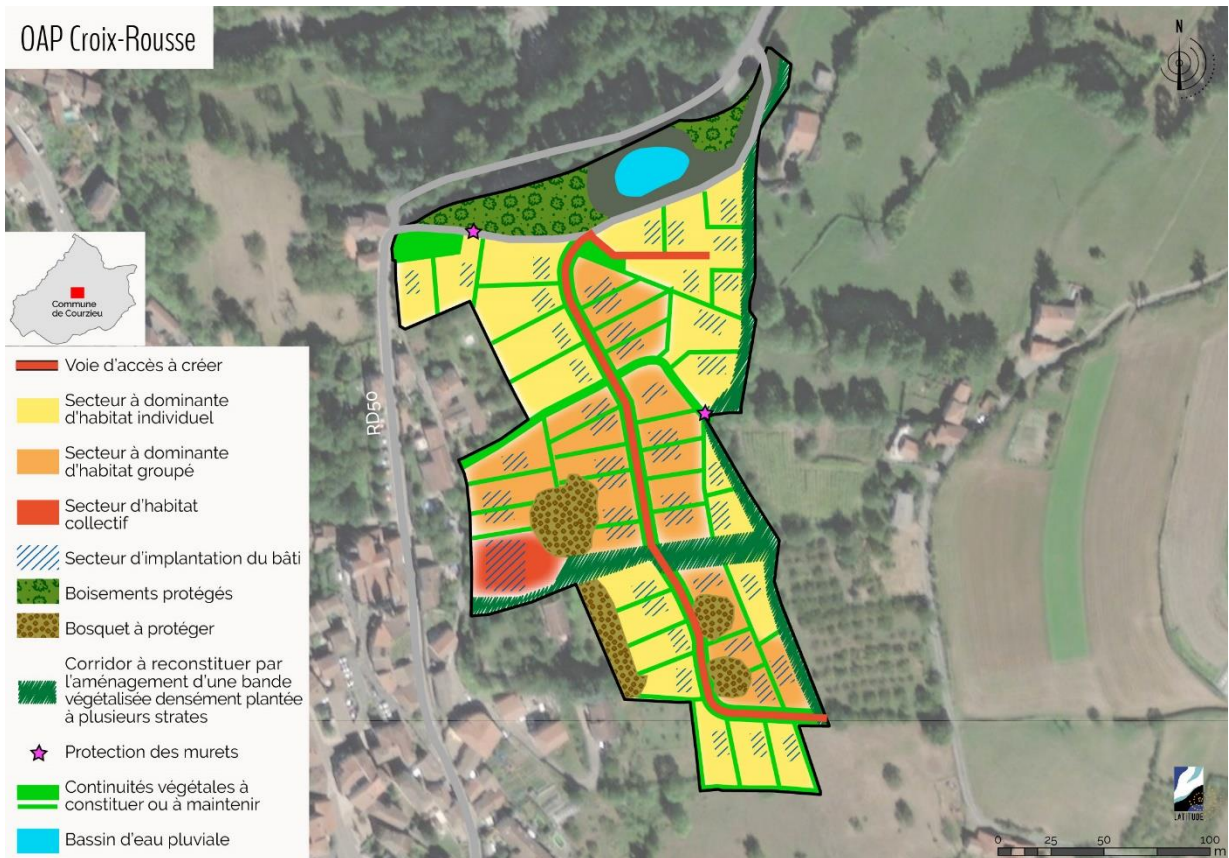 OAP Croix-Rousse
N
Commune
de Courzieu
RD50
Voie d'accès à créer
Secteur à dominante
d'habitat individuel
Secteur à dominante
d'habitat groupé
Secteur d'habitat
collectif
Secteur d'implantation du bâti
Boisements protégés
Bosquet à protéger
Corridor à reconstituer par
l'aménagement d'une bande
végétalisée densément plantée
à plusieurs strates
Protection des murets
Continuités végétales à
constituer ou à maintenir
Bassin d'eau pluviale
LATITUDE
0 25 50 100
m